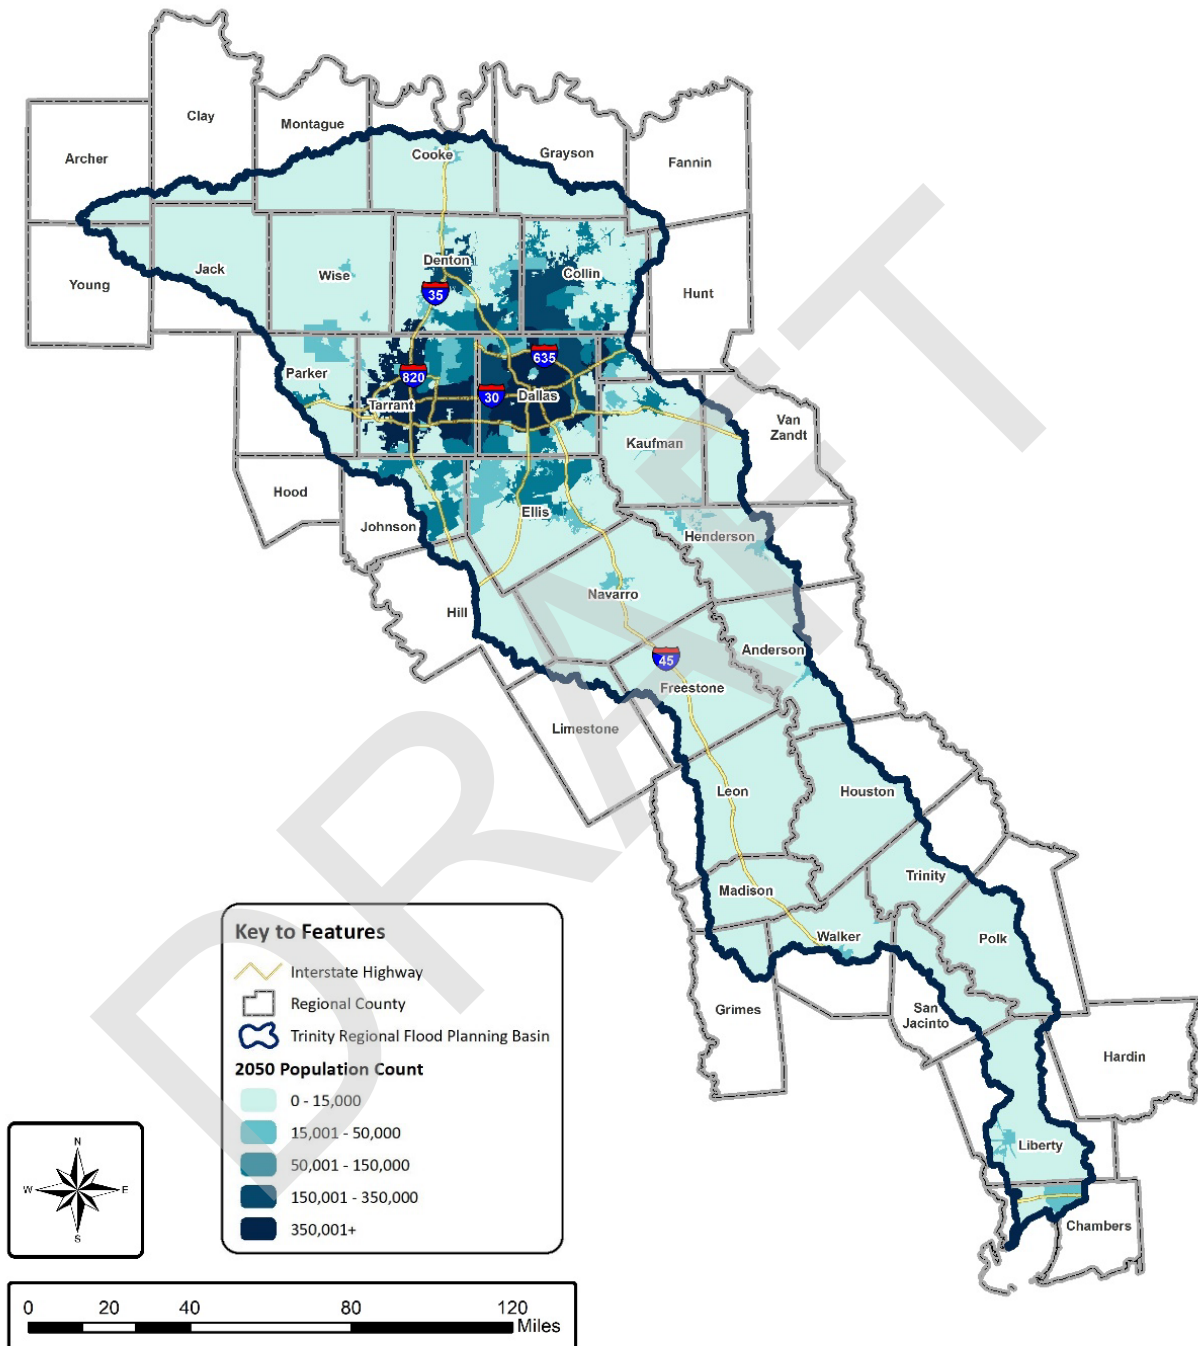 Clay
Montague
Archer
Cooke
Grayson
Fannin
Young
Jack
Wise
Denton
Collin
Hunt
35
635
820
30
Parker
Tarrant
Dallas
Van
Zandt
Kaufman
Hood
Johnson
Ellis
Henderson
Hill
Navarro
45
Anderson
Freestone
Limestone
Leon
Houston
Madison
Trinity
Walker
Polk
Grimes
San
Jacinto
Hardin
Liberty
Chambers
DRAFT
Key to Features
Interstate Highway
Regional County
Trinity Regional Flood Planning Basin
2050 Population Count
0 - 15,000
15,001 - 50,000
50,001 - 150,000
150,001 - 350,000
350,001+
N
W E
S
0 20 40 80 120
Miles